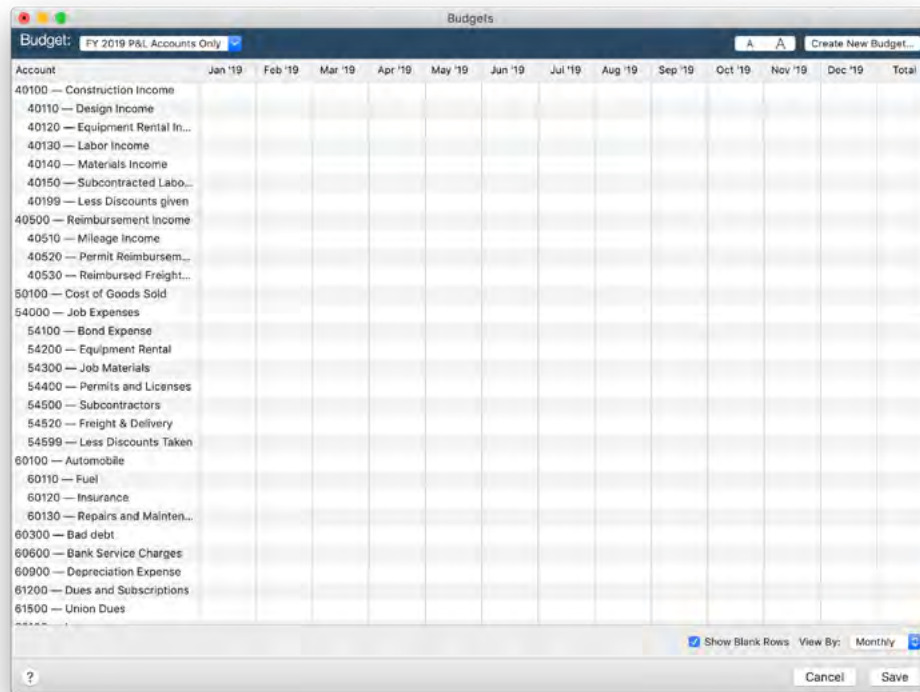 Budgets
Budget: FY 2019 P&L Accounts Only A A Create New Budget...
Account Jan '19 Feb '19 Mar '19 Apr '19 May '19 Jun '19 Jul '19 Aug '19 Sep '19 Oct '19 Nov '19 Dec '19 Total
40100 — Construction Income
40110 — Design Income
40120 — Equipment Rental In...
40130 — Labor Income
40140 — Materials Income
40150 — Subcontracted Labo...
40199 — Less Discounts given
40500 — Reimbursement Income
40510 — Mileage Income
40520 — Permit Reimbursem...
40530 — Reimbursed Freight...
50100 — Cost of Goods Sold
54000 — Job Expenses
54100 — Bond Expense
54200 — Equipment Rental
54300 — Job Materials
54400 — Permits and Licenses
54500 — Subcontractors
54520 — Freight & Delivery
54599 — Less Discounts Taken
60100 — Automobile
60110 — Fuel
60120 — Insurance
60130 — Repairs and Mainten...
60300 — Bad debt
60600 — Bank Service Charges
60900 — Depreciation Expense
61200 — Dues and Subscriptions
61500 — Union Dues
Show Blank Rows View By: Monthly
? Cancel Save